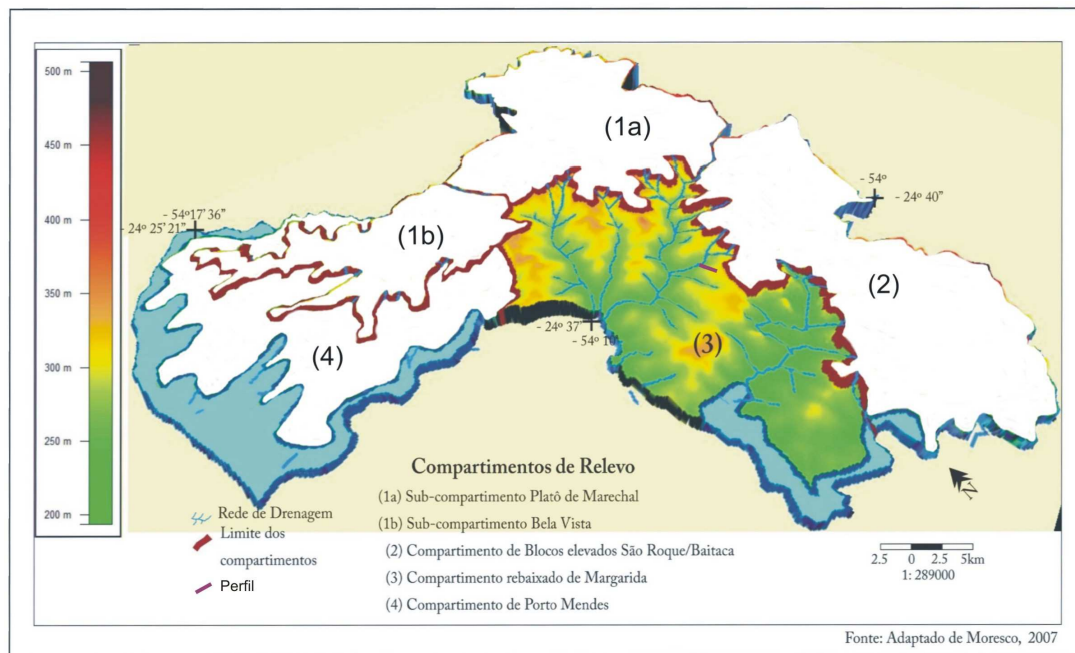 500 m
450 m
400 m
350 m
300 m
250 m
200 m
(1a)
- 54º
- 24º 40”
- 54º17' 36”
- 24º 25' 21”
(1b)
(2)
- 24º 37'
- 54º 10'
(3)
(4)
N
Compartimentos de Relevo
(1a) Sub-compartimento Platô de Marechal
(1b) Sub-compartimento Bela Vista
(2) Compartimento de Blocos elevados São Roque/Baitaca
(3) Compartimento rebaixado de Margarida
(4) Compartimento de Porto Mendes
Rede de Drenagem
Limite dos
compartimentos
Perfil
2.5 0 2.5 5km
1: 289000
Fonte: Adaptado de Moresco, 2007